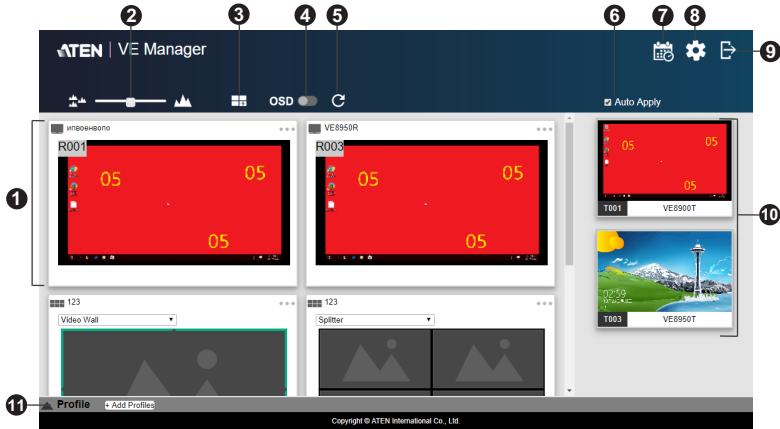 2 3 4 5 6 7 8
ATEN | VE Manager
9
OSD
Auto Apply
1
ипвоенвопо
VE8950R
R001
R003
05 05 05
05 05 05
05 05 05
T001 VE8900T
10
02:59
T003 VE8950T
123
123
Video Wall
Splitter
11
Profile + Add Profiles
Copyright © ATEN International Co., Ltd.